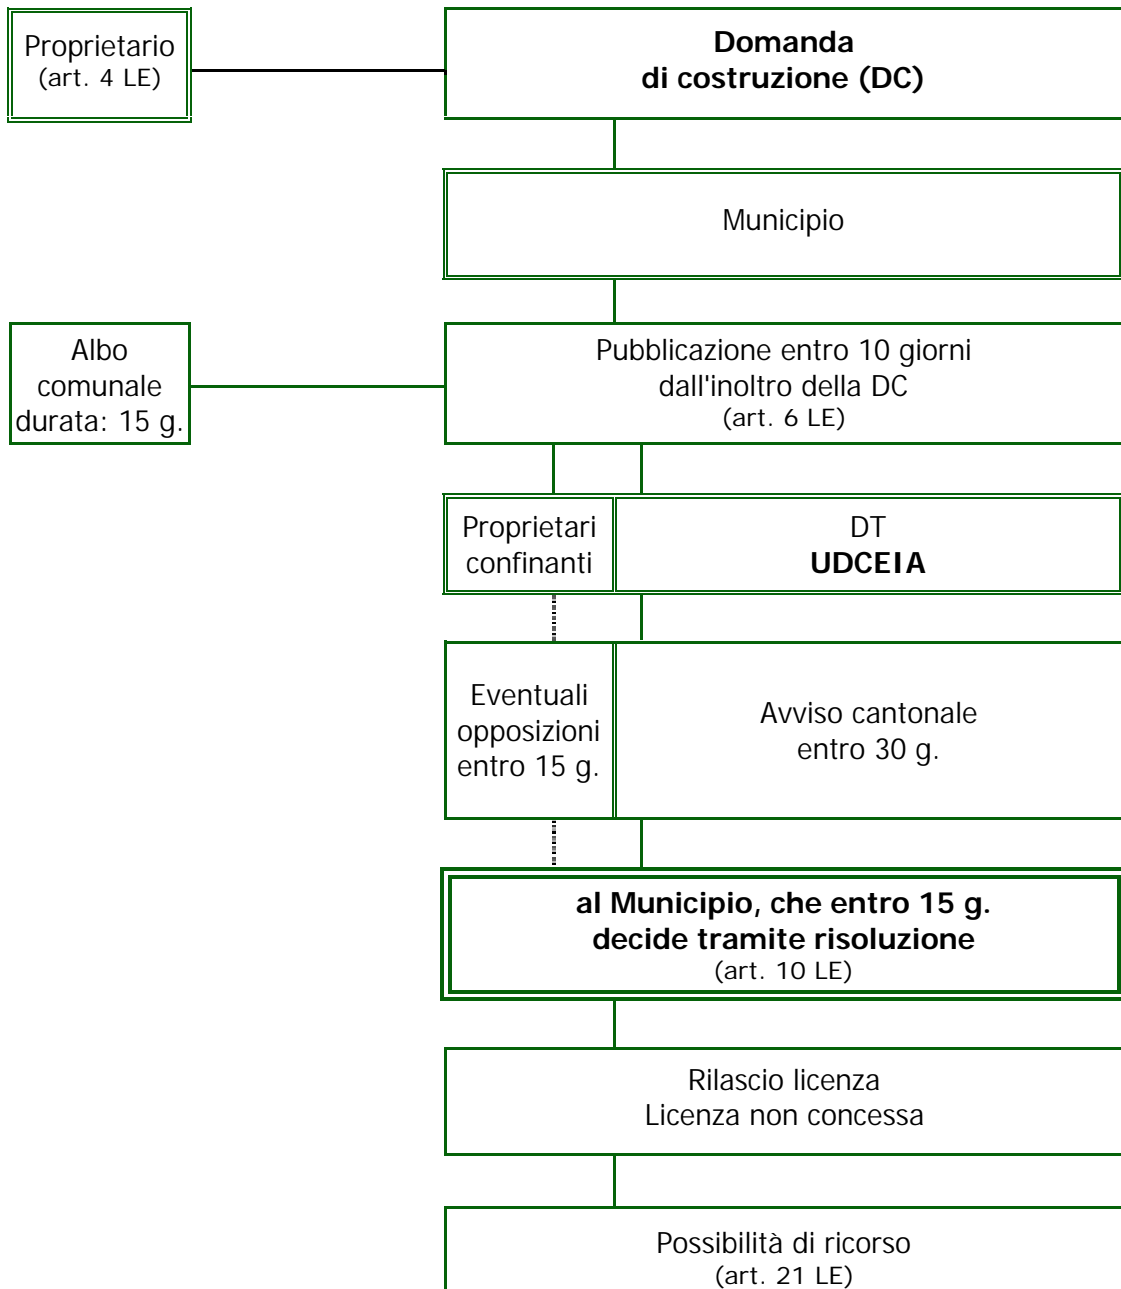 Proprietario
(art. 4 LE)
Domanda
di costruzione (DC)
Municipio
Albo
comunale
durata: 15 g.
Pubblicazione entro 10 giorni
dall'inoltro della DC
(art. 6 LE)
Proprietari
confinanti
DT
UDCEIA
Eventuali
opposizioni
entro 15 g.
Avviso cantonale
entro 30 g.
al Municipio, che entro 15 g.
decide tramite risoluzione
(art. 10 LE)
Rilascio licenza
Licenza non concessa
Possibilità di ricorso
(art. 21 LE)